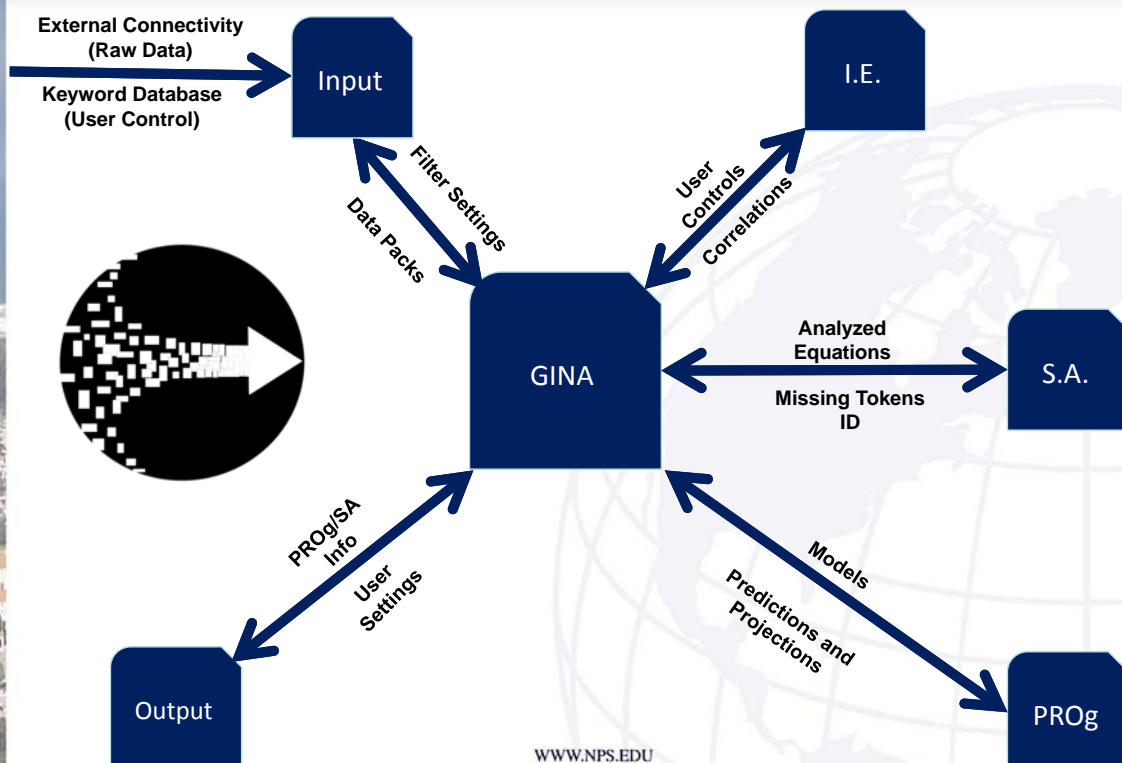 External Connectivity
(Raw Data)
Keyword Database
(User Control)
Input
I.E.
Filter Settings
Data Packs
User
Controls
Correlations
GINA
Analyzed
Equations
Missing Tokens
ID
S.A.
PROg/SA
Info
User
Settings
Models
Predictions and
Projections
Output
PROg
WWW.NPS.EDU